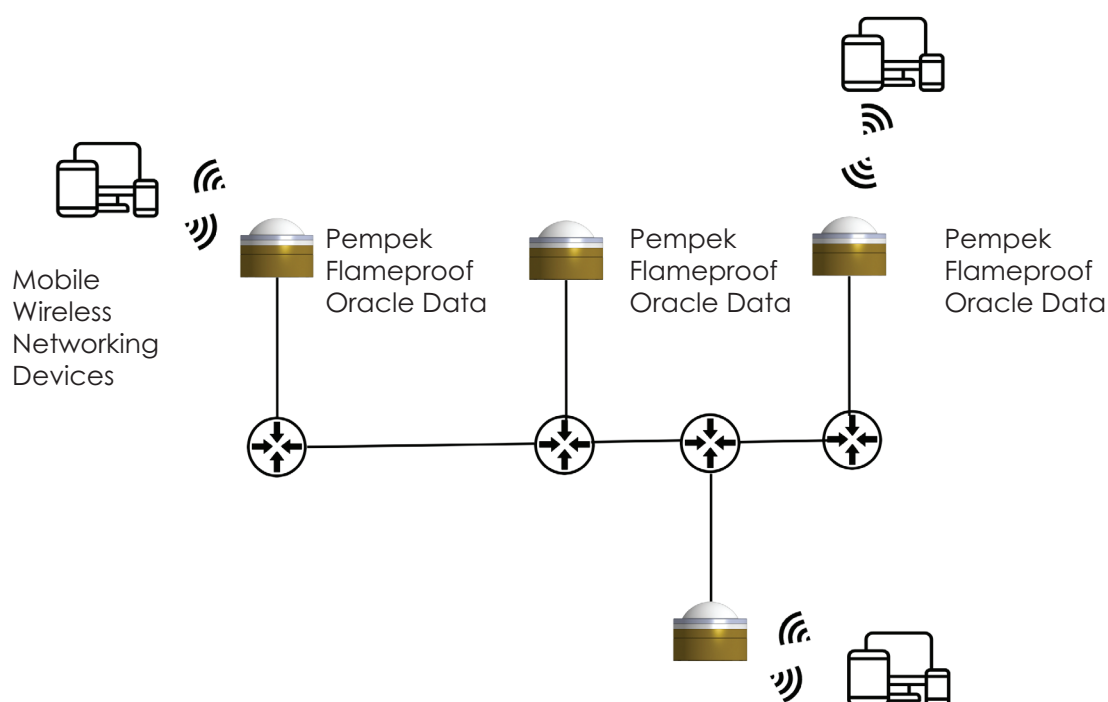 Pempek
Flameproof
Oracle Data
Pempek
Flameproof
Oracle Data
Pempek
Flameproof
Oracle Data
Mobile
Wireless
Networking
Devices